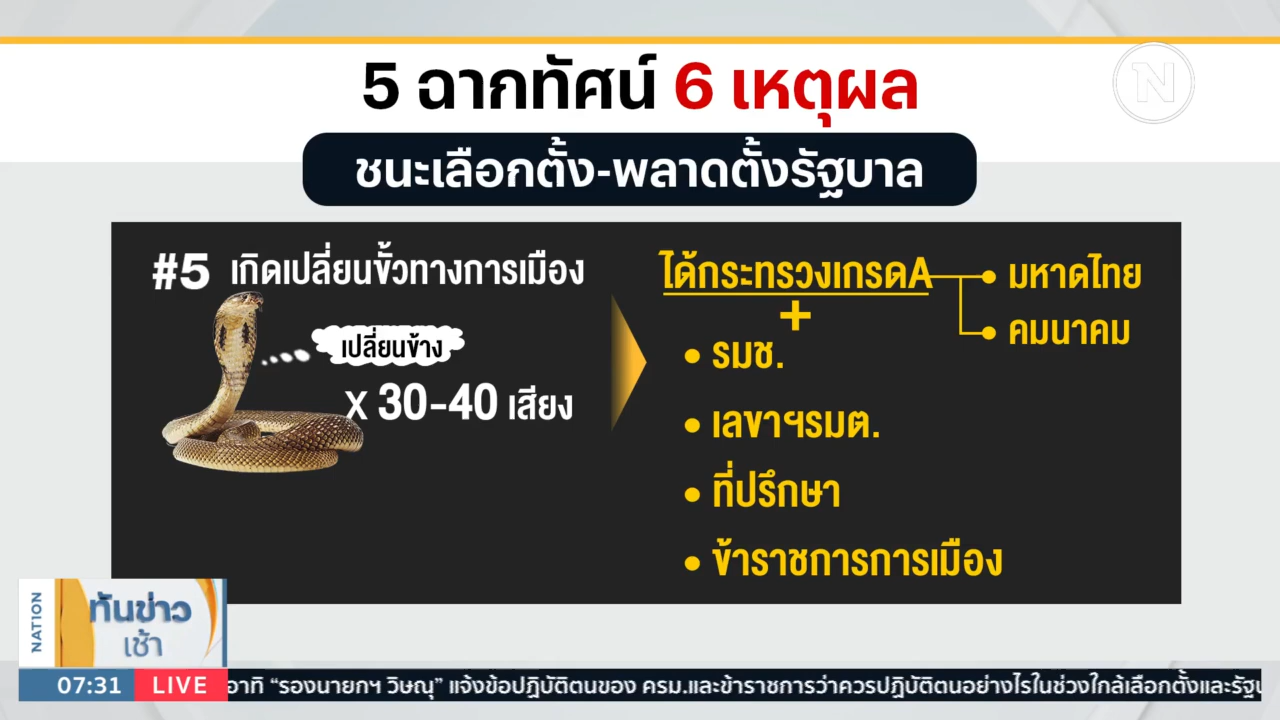 5 ฉากทัศน์ 6 เหตุผล
N
ชนะเลือกตั้ง-พลาดตั้งรัฐบาล
#5 เกิดเปลี่ยนขั้วทางการเมือง
เปลี่ยนข้าง
X 30-40 เสียง
ได้กระทรวงเกรดA
มหาดไทย
คมนาคม
+
• รมช.
• เลขาฯรมต.
• ที่ปรึกษา
• ข้าราชการการเมือง
NATION
ทันข่าว
เช้า
07:31 LIVE อาทิ “รองนายกฯ วิษณุ” แจ้งข้อปฏิบัติตนของ ครม.และข้าราชการว่าควรปฏิบัติตนอย่างไรในช่วงใกล้เลือกตั้งและรัฐ